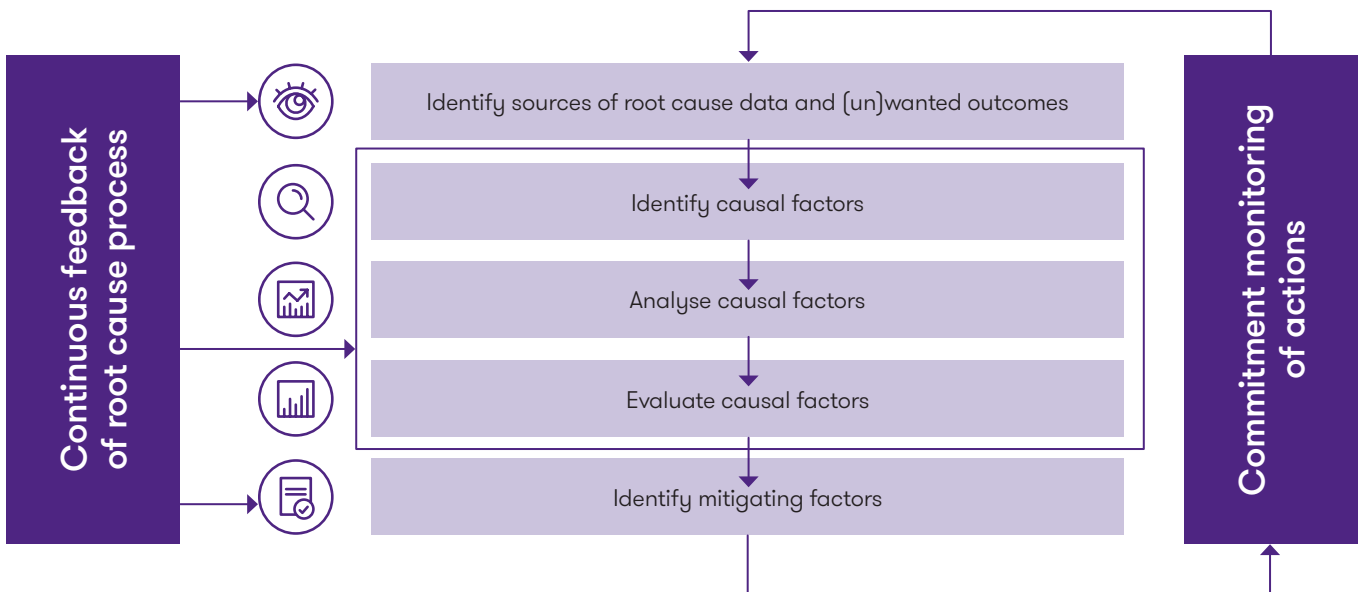 Continuous feedback
of root cause process
Identify sources of root cause data and (un)wanted outcomes
Identify causal factors
Analyse causal factors
Evaluate causal factors
Identify mitigating factors
Commitment monitoring
of actions